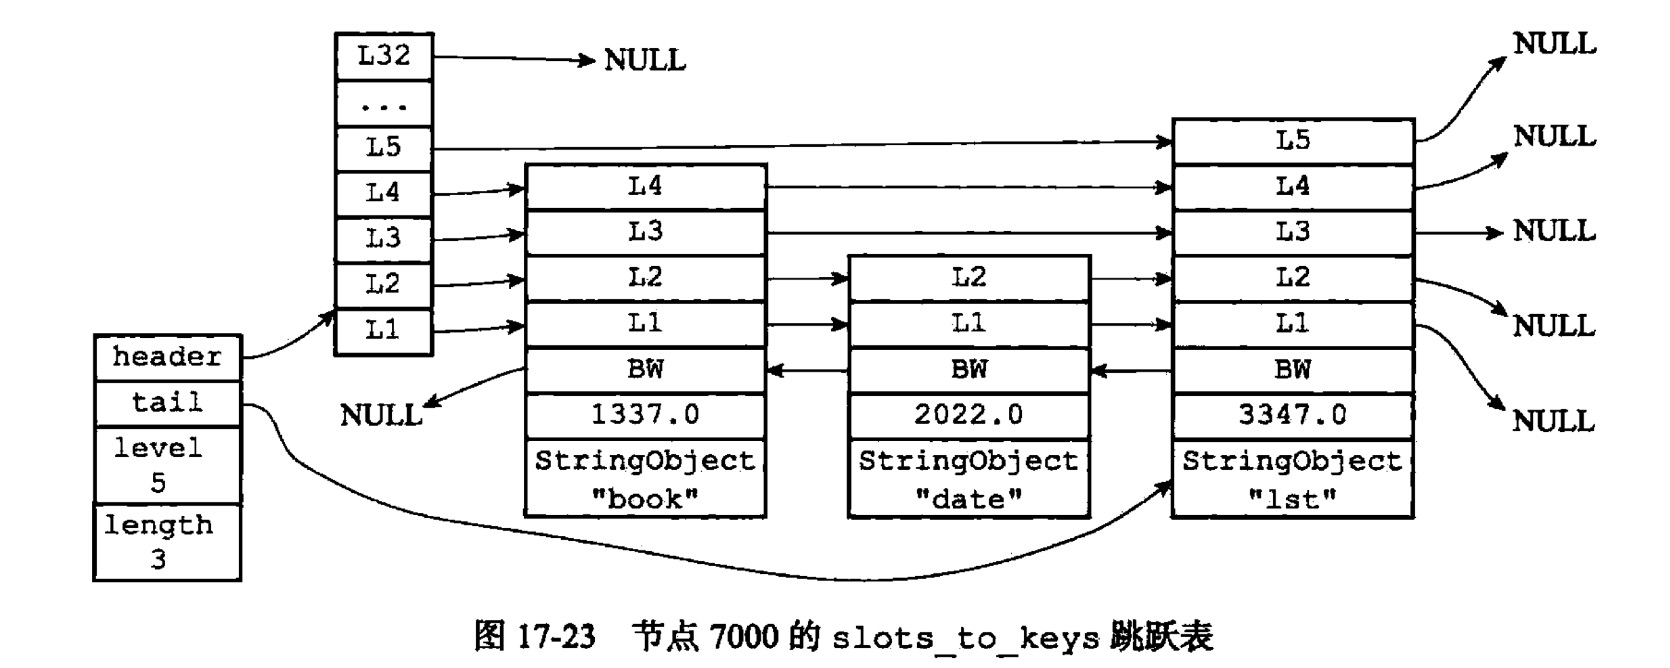 L32
NULL
...
L5
L4
L3
L2
L1
header
tail
level
5
length
3
NULL
L4
L3
L2
L1
BW
1337.0
StringObject
"book"
L2
L1
BW
2022.0
StringObject
"date"
L5
L4
L3
L2
L1
BW
3347.0
StringObject
"lst"
NULL
NULL
NULL
NULL
NULL
图 17-23 节点 7000 的 slots_to_keys 跳跃表